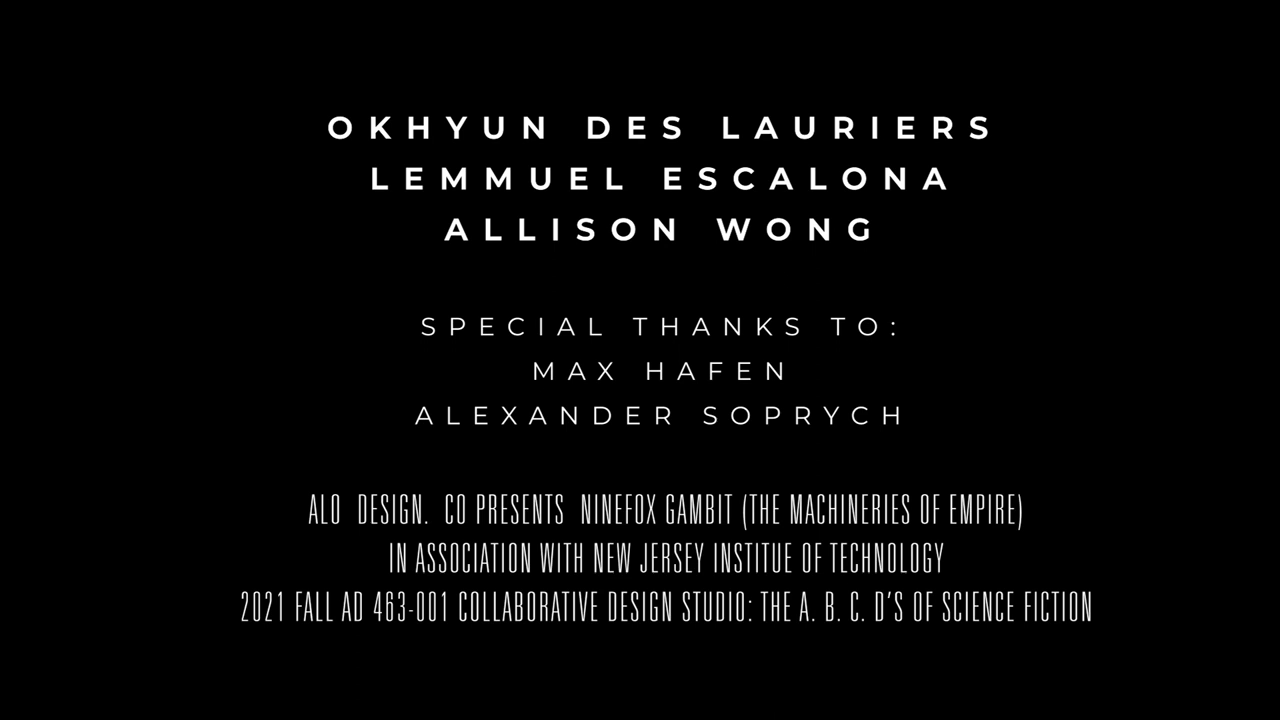 OKHYUN DES LAURIERS
LEMMUEL ESCALONA
ALLISON WONG
SPECIAL THANKS TO:
MAX HAFEN
ALEXANDER SOPRYCH
ALO DESIGN. CO PRESENTS NINEFOX GAMBIT (THE MACHINERIES OF EMPIRE)
IN ASSOCIATION WITH NEW JERSEY INSTITUE OF TECHNOLOGY
2021 FALL AD 463-001 COLLABORATIVE DESIGN STUDIO: THE A. B. C. D'S OF SCIENCE FICTION